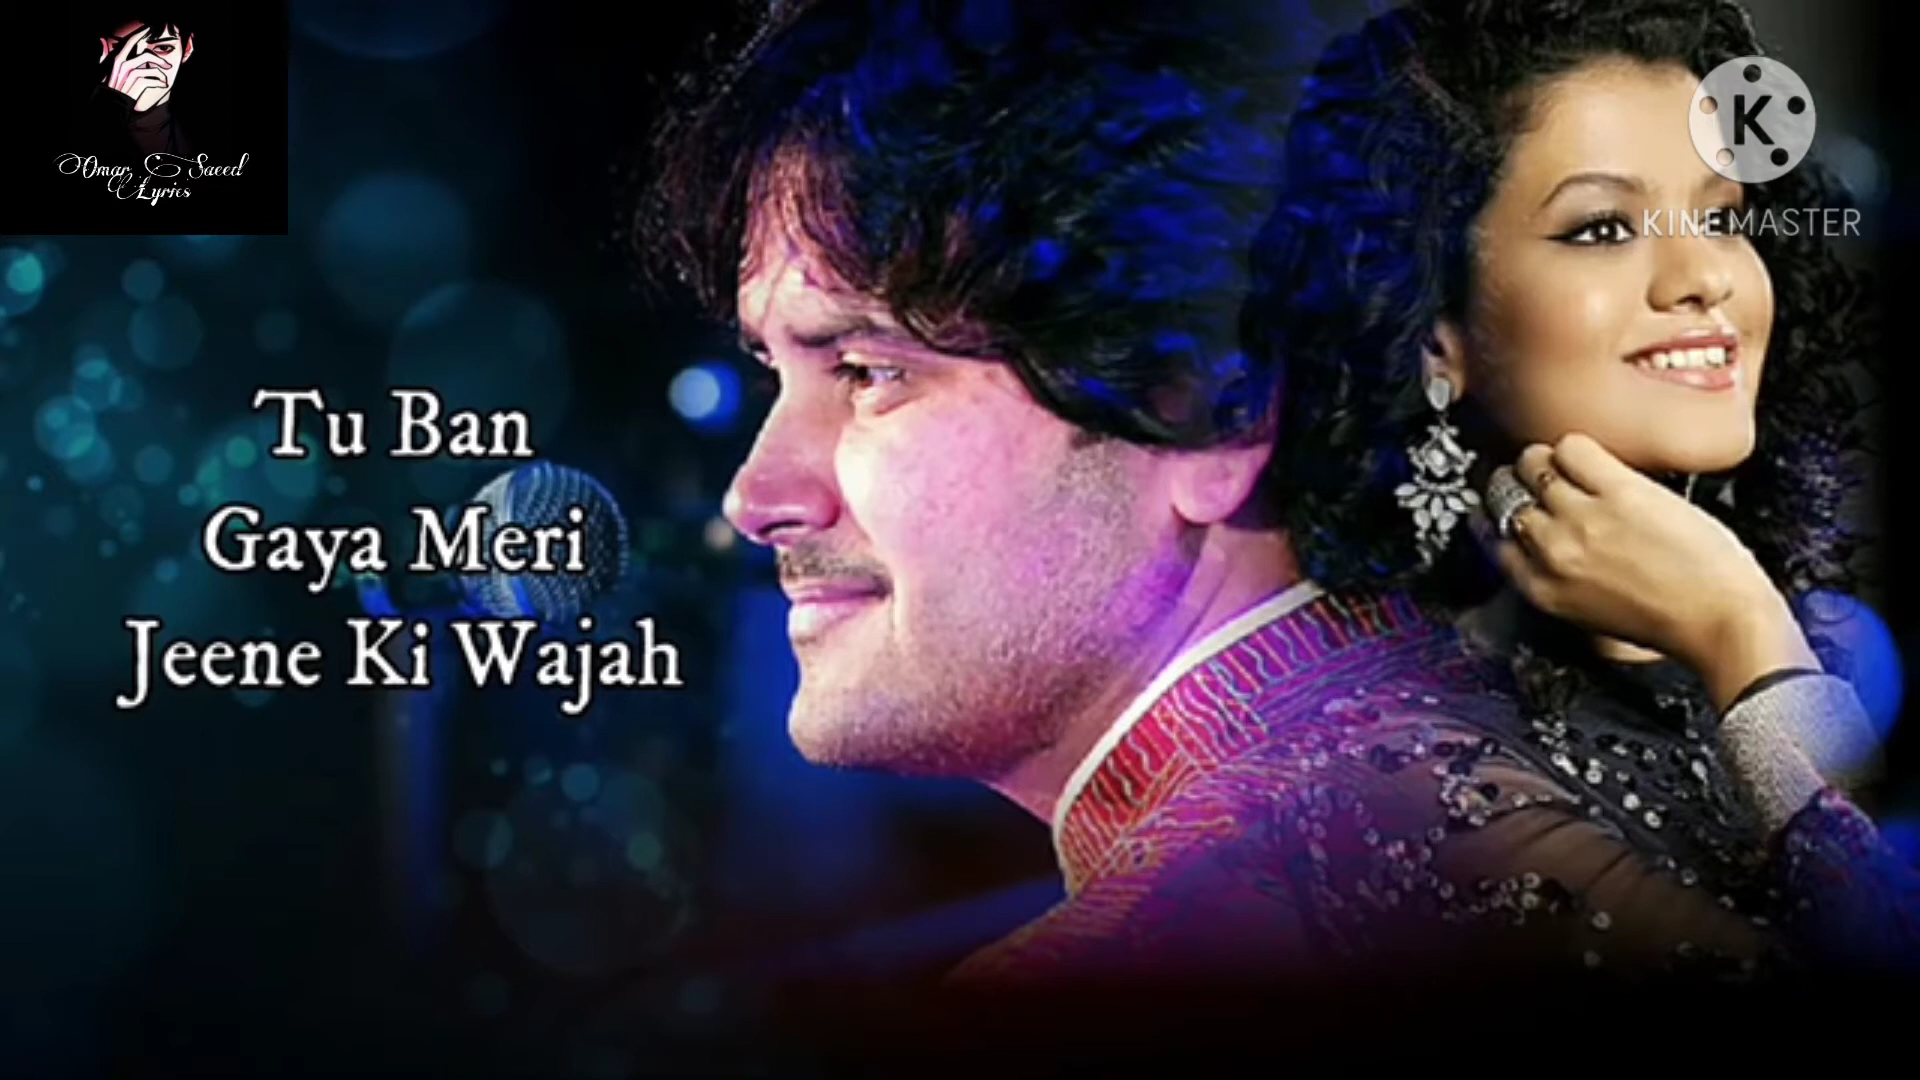 Omar Saeed
Lyrics
K
KINEMASTER
Tu Ban
Gaya Meri
Jeene Ki Wajah